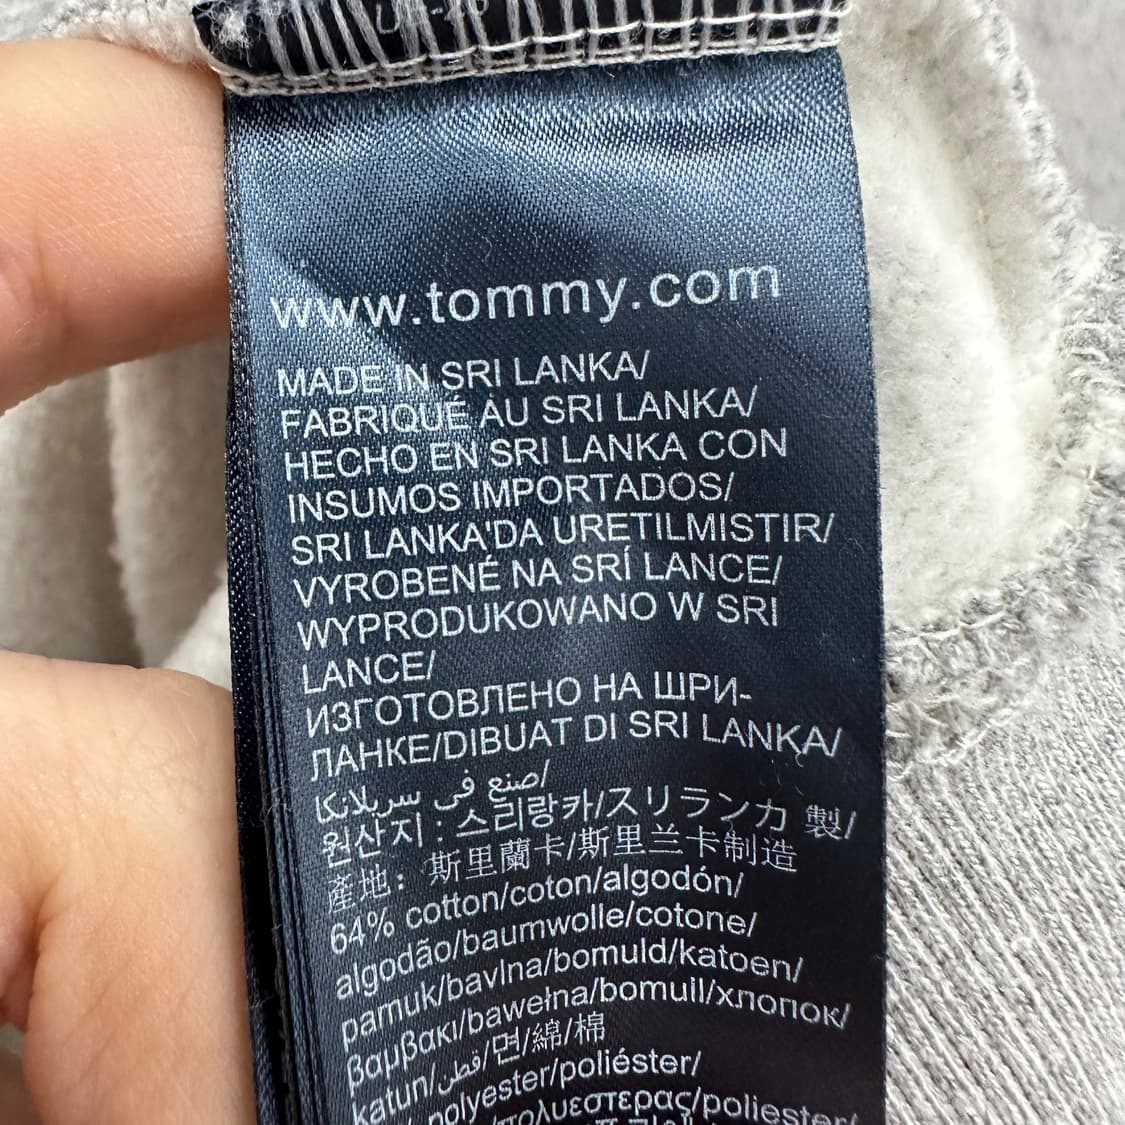 www.tommy.com
MADE IN SRI LANKA/
FABRIQUÉ AU SRI LANKA/
HECHO EN SRI LANKA CON
INSUMOS IMPORTADOS/
SRI LANKA'DA URETILMISTIR/
VYROBENÉ NA SRÍ LANCE/
WYPRODUKOWANO W SRI
LANCE/
ИЗГОТОВЛЕНО НА ШРИ-
ЛАНКЕ/DIBUAT DI SRI LANKA/
صنع في سريلانكا/
원산지 : 스리랑카/スリランカ 製/
產地： 斯里蘭卡/斯里兰卡制造
64% cotton/coton/algodón/
algodão/baumwolle/cotone/
pamuk/bavlna/bomuld/katoen/
βαμβακι/bawełna/bomull/хлопок/
katun/قطن/면/綿/棉
polyester/poliéster/
/πολυεστερας/poliester/